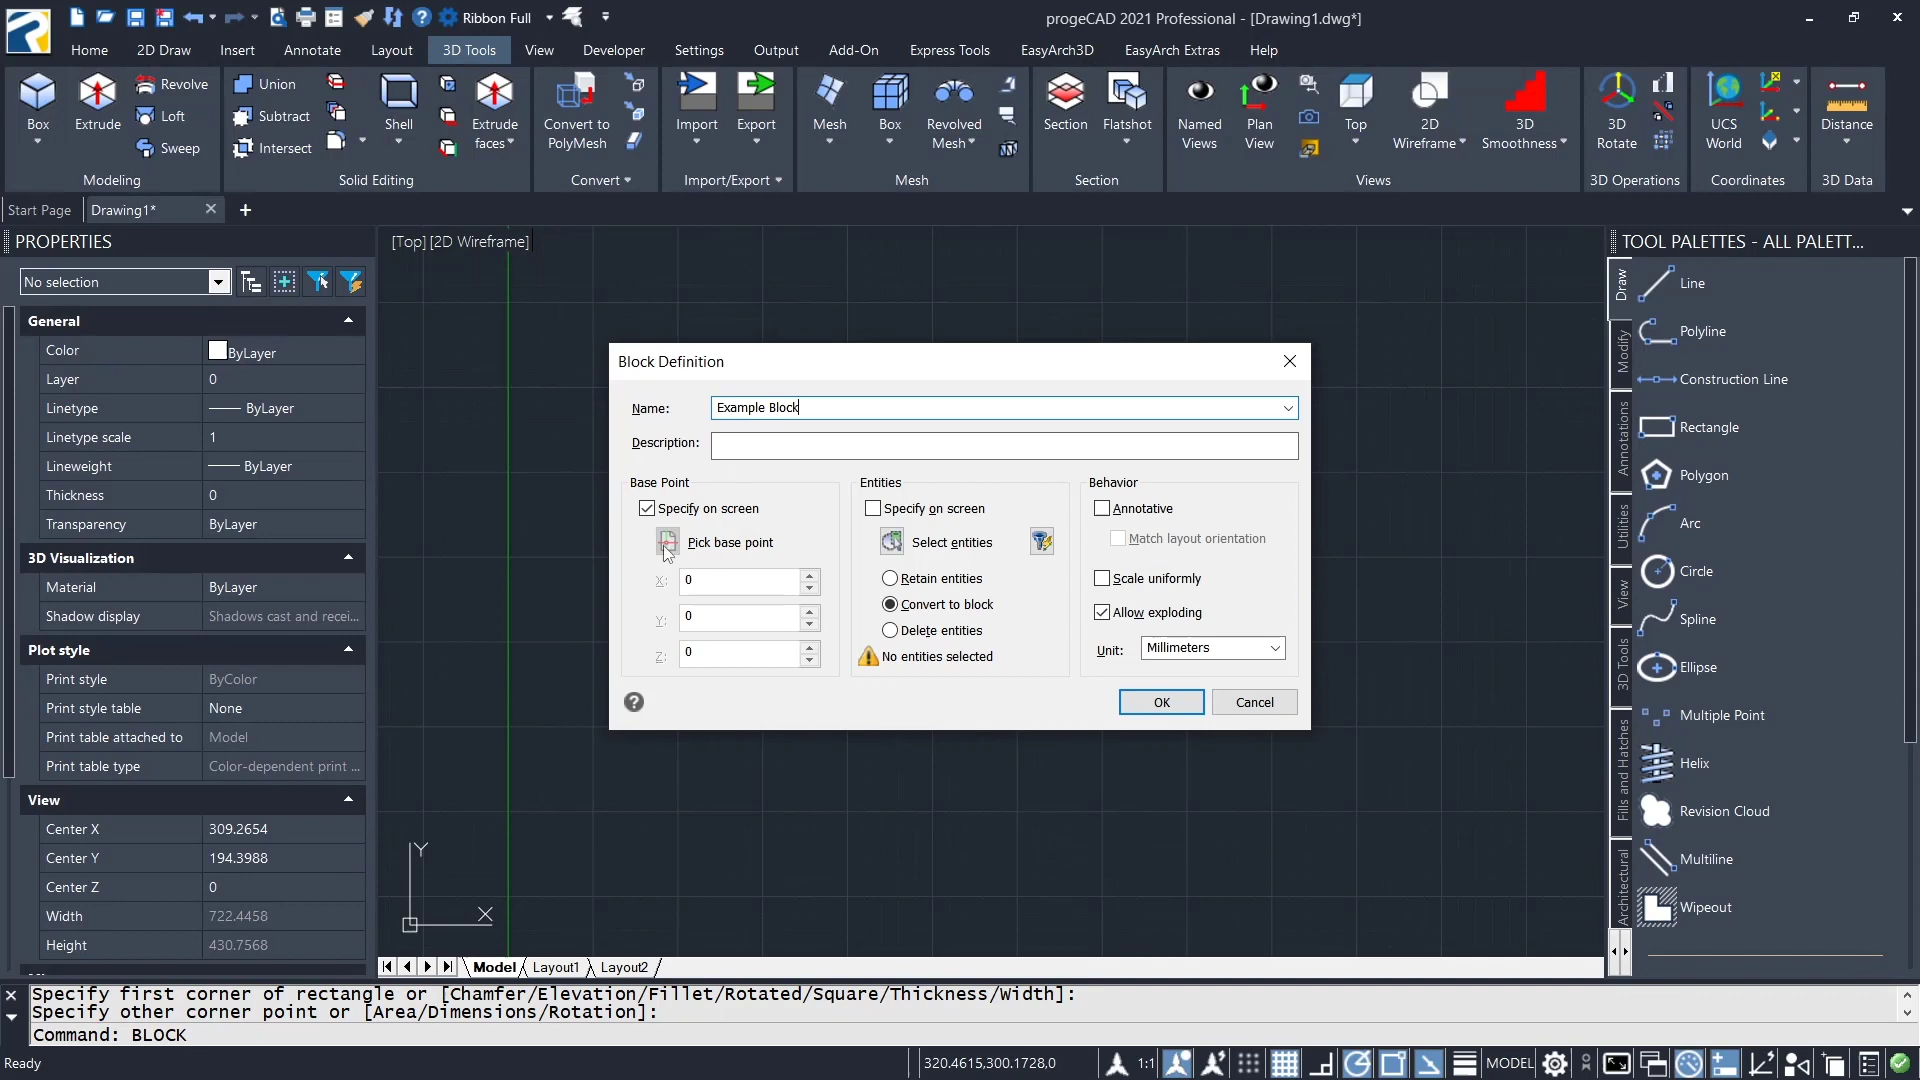 Ribbon Full
progeCAD 2021 Professional - [Drawing1.dwg*]
Home 2D Draw Insert Annotate Layout 3D Tools View Developer Settings Output Add-On Express Tools EasyArch3D EasyArch Extras Help
Box
Extrude
Revolve
Loft
Sweep
Modeling
Union
Subtract
Intersect
Shell
Extrude faces
Solid Editing
Convert to PolyMesh
Convert
Import
Export
Import/Export
Mesh
Box
Revolved Mesh
Mesh
Section
Flatshot
Section
Named Views
Plan View
Top
2D Wireframe
3D Smoothness
Views
3D Rotate
3D Operations
UCS World
Coordinates
Distance
3D Data
Start Page
Drawing1*
PROPERTIES
No selection
General
Color ByLayer
Layer 0
Linetype ByLayer
Linetype scale 1
Lineweight ByLayer
Thickness 0
Transparency ByLayer
3D Visualization
Material ByLayer
Shadow display Shadows cast and recei...
Plot style
Print style ByColor
Print style table None
Print table attached to Model
Print table type Color-dependent print ...
View
Center X 309.2654
Center Y 194.3988
Center Z 0
Width 722.4458
Height 430.7568
[Top] [2D Wireframe]
Block Definition
Name: Example Block
Description:
Base Point
Specify on screen
Pick base point
X: 0
Y: 0
Z: 0
Entities
Specify on screen
Select entities
Retain entities
Convert to block
Delete entities
No entities selected
Behavior
Annotative
Match layout orientation
Scale uniformly
Allow exploding
Unit: Millimeters
OK Cancel
Y
X
Model Layout1 Layout2
TOOL PALETTES - ALL PALETT...
Draw
Modify
Annotations
Utilities
View
3D Tools
Fills and Hatches
Architectural
Line
Polyline
Construction Line
Rectangle
Polygon
Arc
Circle
Spline
Ellipse
Multiple Point
Helix
Revision Cloud
Multiline
Wipeout
Specify first corner of rectangle or [Chamfer/Elevation/Fillet/Rotated/Square/Thickness/Width]:
Specify other corner point or [Area/Dimensions/Rotation]:
Command: BLOCK
Ready
320.4615,300.1728,0
1:1
MODEL